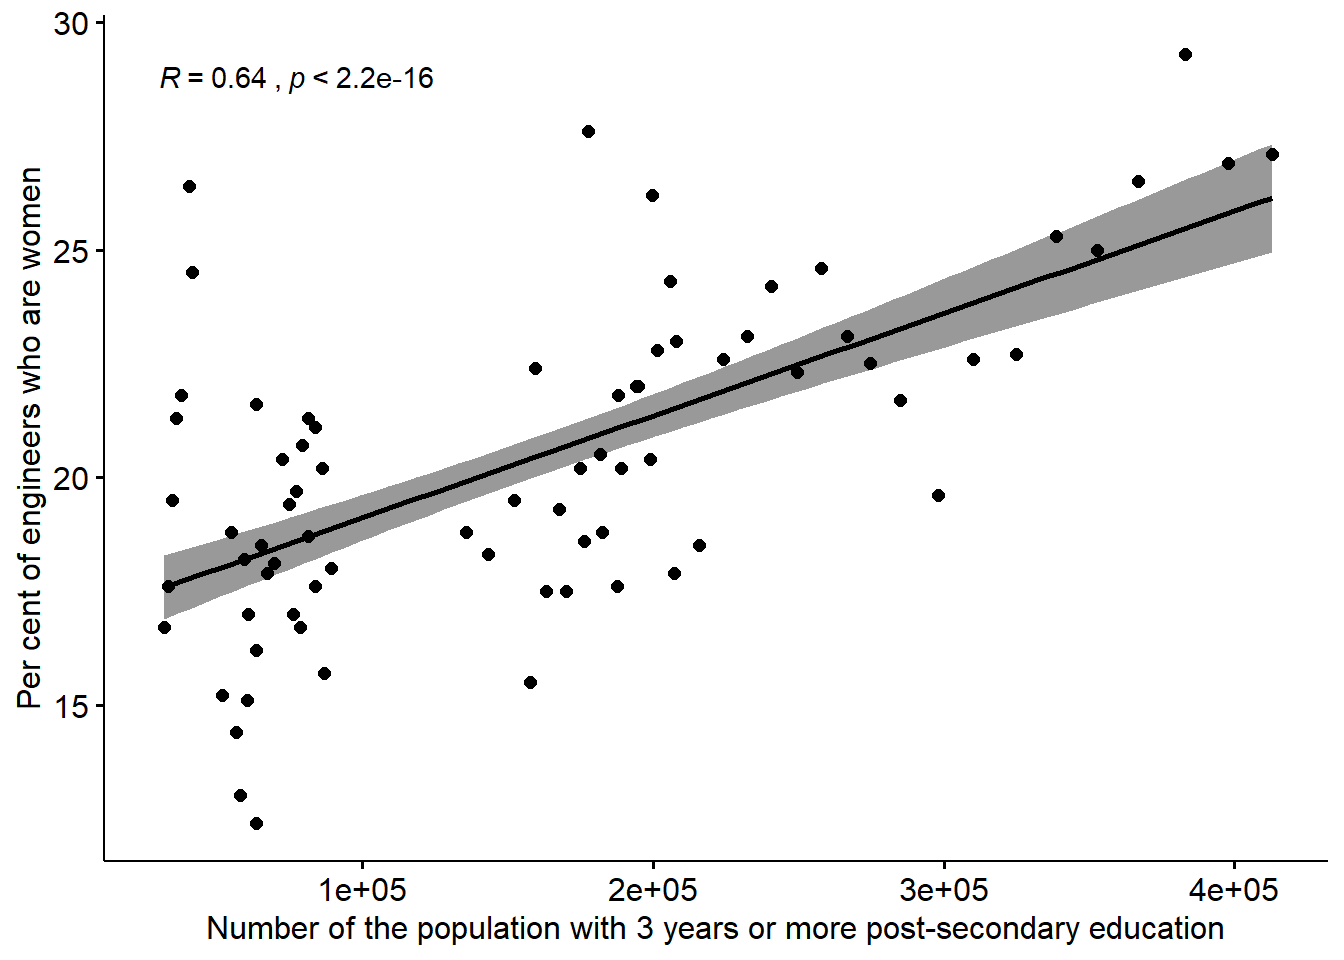 30
R = 0.64 , p < 2.2e-16
25
20
15
Per cent of engineers who are women
1e+05 2e+05 3e+05 4e+05
Number of the population with 3 years or more post-secondary education